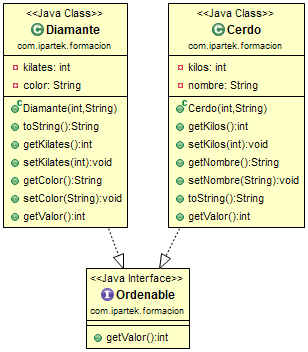 <<Java Class>>
Diamante
com.ipartek.formacion
kilates: int
color: String
Diamante(int,String)
toString():String
getKilates():int
setKilates(int):void
getColor():String
setColor(String):void
getValor():int
<<Java Class>>
Cerdo
com.ipartek.formacion
kilos: int
nombre: String
Cerdo(int,String)
getKilos():int
setKilos(int):void
getNombre():String
setNombre(String):void
toString():String
getValor():int
<<Java Interface>>
Ordenable
com.ipartek.formacion
getValor():int